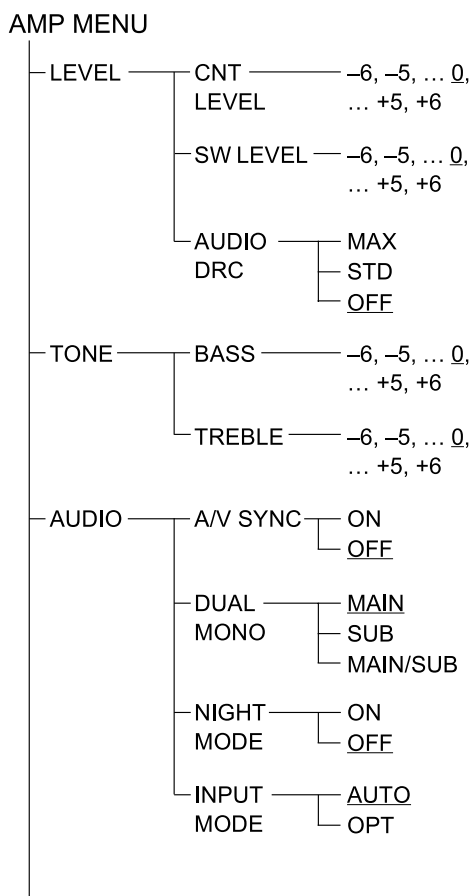 AMP MENU
LEVEL CNT –6, –5, … 0,
LEVEL … +5, +6
SW LEVEL –6, –5, … 0,
… +5, +6
AUDIO MAX
DRC STD
OFF
TONE BASS –6, –5, … 0,
… +5, +6
TREBLE –6, –5, … 0,
… +5, +6
AUDIO A/V SYNC ON
OFF
DUAL MAIN
MONO SUB
MAIN/SUB
NIGHT ON
MODE OFF
INPUT AUTO
MODE OPT